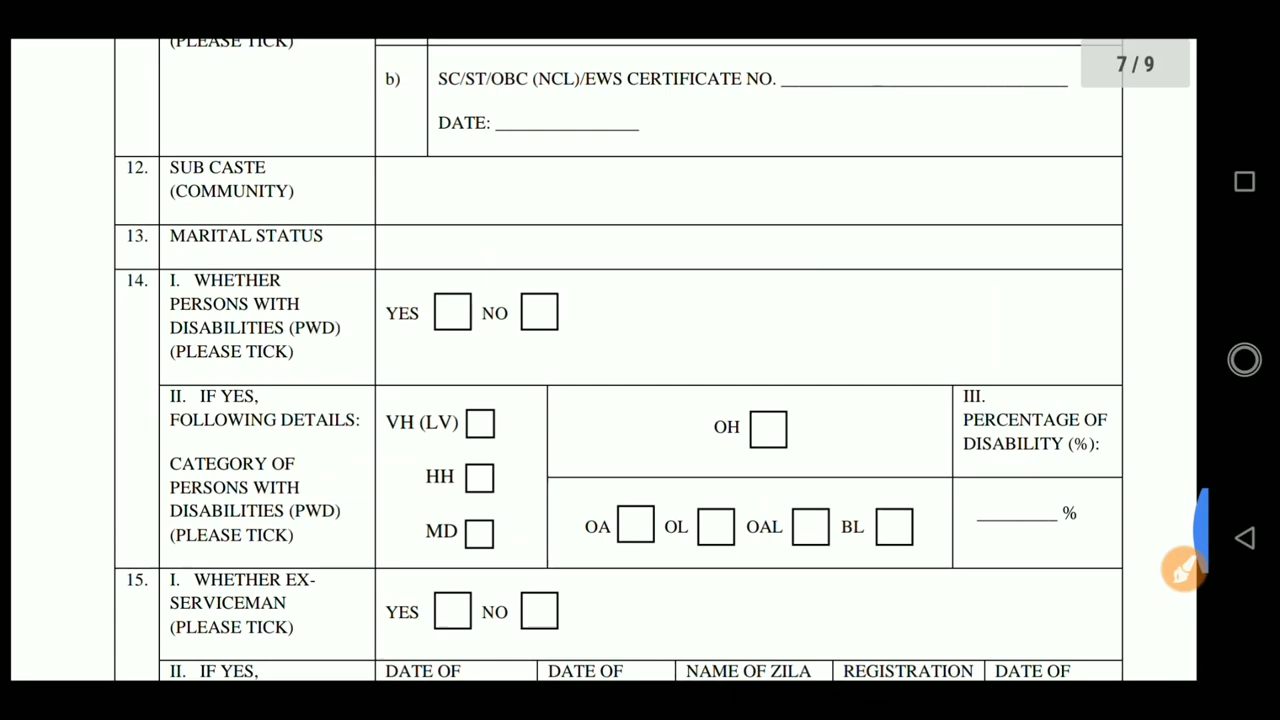 (PLEASE TICK)
7 / 9
b) SC/ST/OBC (NCL)/EWS CERTIFICATE NO. ________________________________
DATE: ________________
12. SUB CASTE
(COMMUNITY)
13. MARITAL STATUS
14. I. WHETHER
PERSONS WITH
DISABILITIES (PWD)
(PLEASE TICK)
YES NO
II. IF YES,
FOLLOWING DETAILS:
CATEGORY OF
PERSONS WITH
DISABILITIES (PWD)
(PLEASE TICK)
VH (LV)
HH
MD
OH
OA OL OAL BL
III.
PERCENTAGE OF
DISABILITY (%):
_________ %
15. I. WHETHER EX-
SERVICEMAN
(PLEASE TICK)
YES NO
II. IF YES,
DATE OF DATE OF NAME OF ZILA REGISTRATION DATE OF